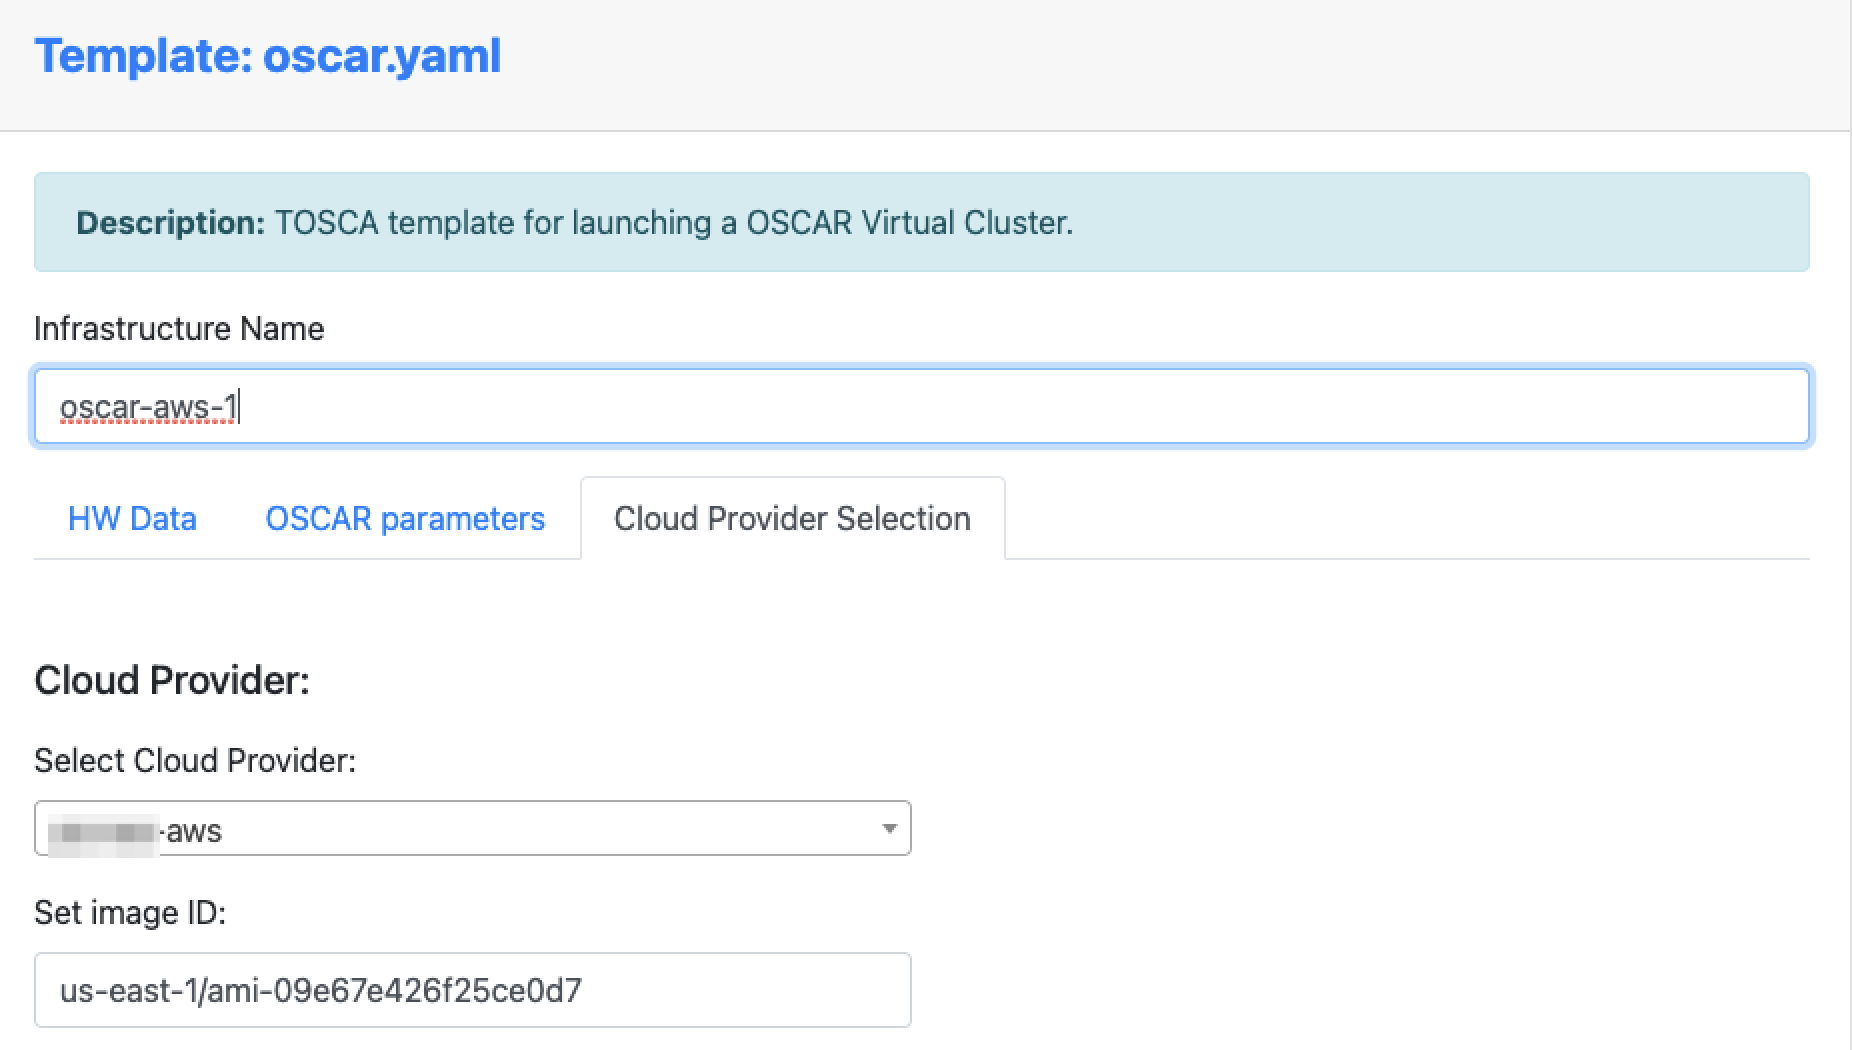 Template: oscar.yaml
Description: TOSCA template for launching a OSCAR Virtual Cluster.
Infrastructure Name
oscar-aws-1
HW Data OSCAR parameters Cloud Provider Selection
Cloud Provider:
Select Cloud Provider:
-aws
Set image ID:
us-east-1/ami-09e67e426f25ce0d7